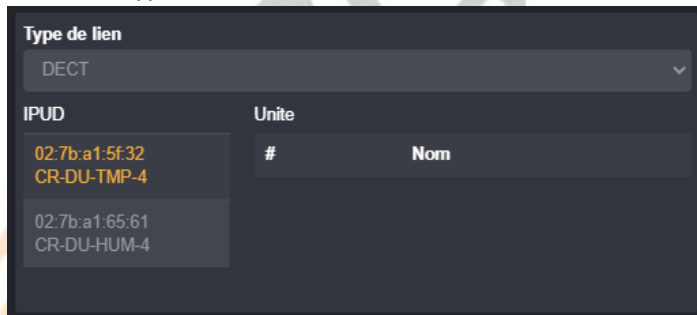 Type de lien
DECT
IPUD
Unite
02:7b:a1:5f:32
CR-DU-TMP-4
# Nom
02:7b:a1:65:61
CR-DU-HUM-4